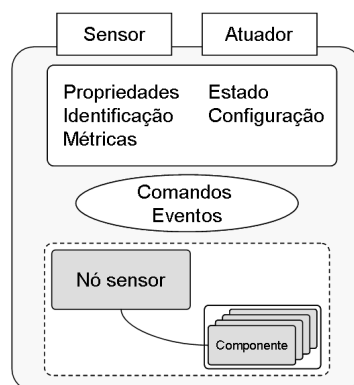 Sensor
Atuador
Propriedades
Identificação
Métricas
Estado
Configuração
Comandos
Eventos
Nó sensor
Componente